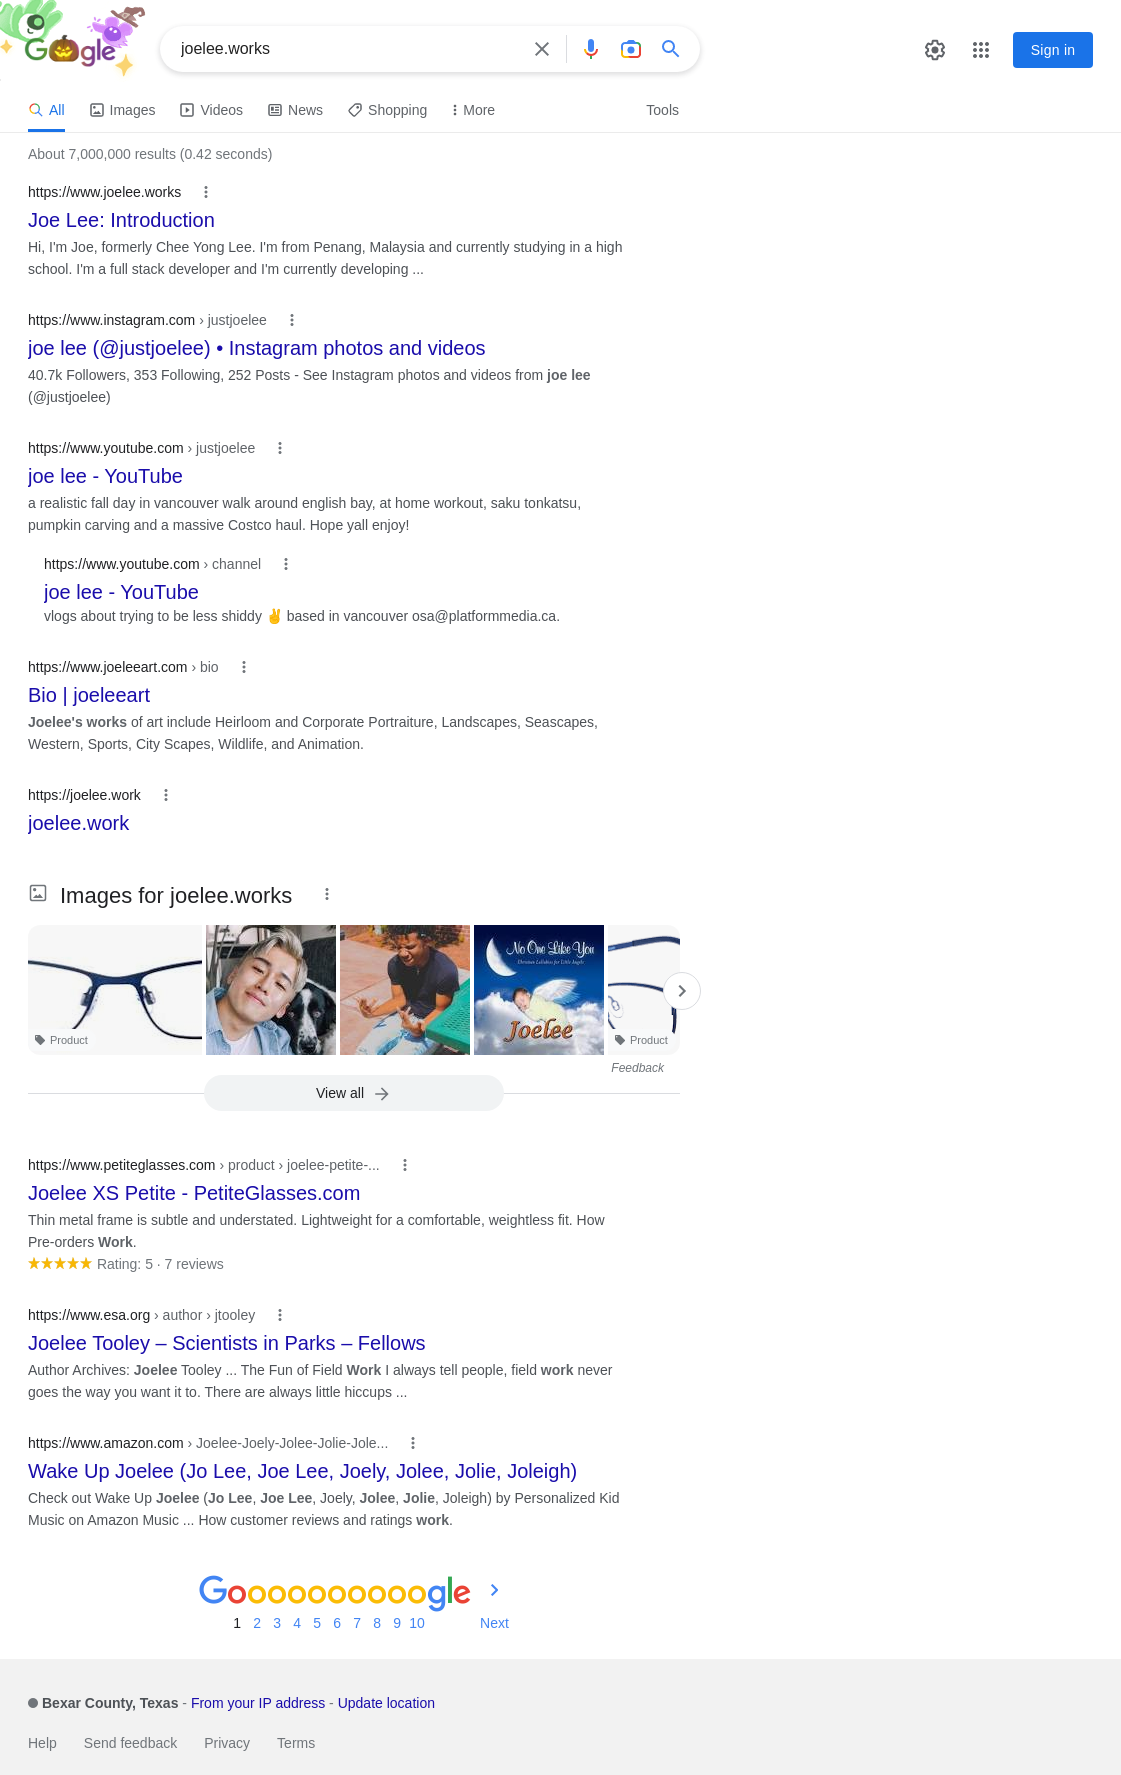 Google
joelee.works
Sign in
All
Images
Videos
News
Shopping
More
Tools
About 7,000,000 results (0.42 seconds)
https://www.joelee.works
Joe Lee: Introduction
Hi, I'm Joe, formerly Chee Yong Lee. I'm from Penang, Malaysia and currently studying in a high
school. I'm a full stack developer and I'm currently developing ...
https://www.instagram.com › justjoelee
joe lee (@justjoelee) • Instagram photos and videos
40.7k Followers, 353 Following, 252 Posts - See Instagram photos and videos from joe lee
(@justjoelee)
https://www.youtube.com › justjoelee
joe lee - YouTube
a realistic fall day in vancouver walk around english bay, at home workout, saku tonkatsu,
pumpkin carving and a massive Costco haul. Hope yall enjoy!
https://www.youtube.com › channel
joe lee - YouTube
vlogs about trying to be less shiddy ✌ based in vancouver osa@platformmedia.ca.
https://www.joeleeart.com › bio
Bio | joeleeart
Joelee's works of art include Heirloom and Corporate Portraiture, Landscapes, Seascapes,
Western, Sports, City Scapes, Wildlife, and Animation.
https://joelee.work
joelee.work
Images for joelee.works
No One Like You
Christian Lullabies for Little Angels
Joelee
Product
Product
Feedback
View all
https://www.petiteglasses.com › product › joelee-petite-...
Joelee XS Petite - PetiteGlasses.com
Thin metal frame is subtle and understated. Lightweight for a comfortable, weightless fit. How
Pre-orders Work.
Rating: 5 · 7 reviews
https://www.esa.org › author › jtooley
Joelee Tooley – Scientists in Parks – Fellows
Author Archives: Joelee Tooley ... The Fun of Field Work I always tell people, field work never
goes the way you want it to. There are always little hiccups ...
https://www.amazon.com › Joelee-Joely-Jolee-Jolie-Jole...
Wake Up Joelee (Jo Lee, Joe Lee, Joely, Jolee, Jolie, Joleigh)
Check out Wake Up Joelee (Jo Lee, Joe Lee, Joely, Jolee, Jolie, Joleigh) by Personalized Kid
Music on Amazon Music ... How customer reviews and ratings work.
Goooooooooogle
1 2 3 4 5 6 7 8 9 10 Next
Bexar County, Texas - From your IP address - Update location
Help Send feedback Privacy Terms